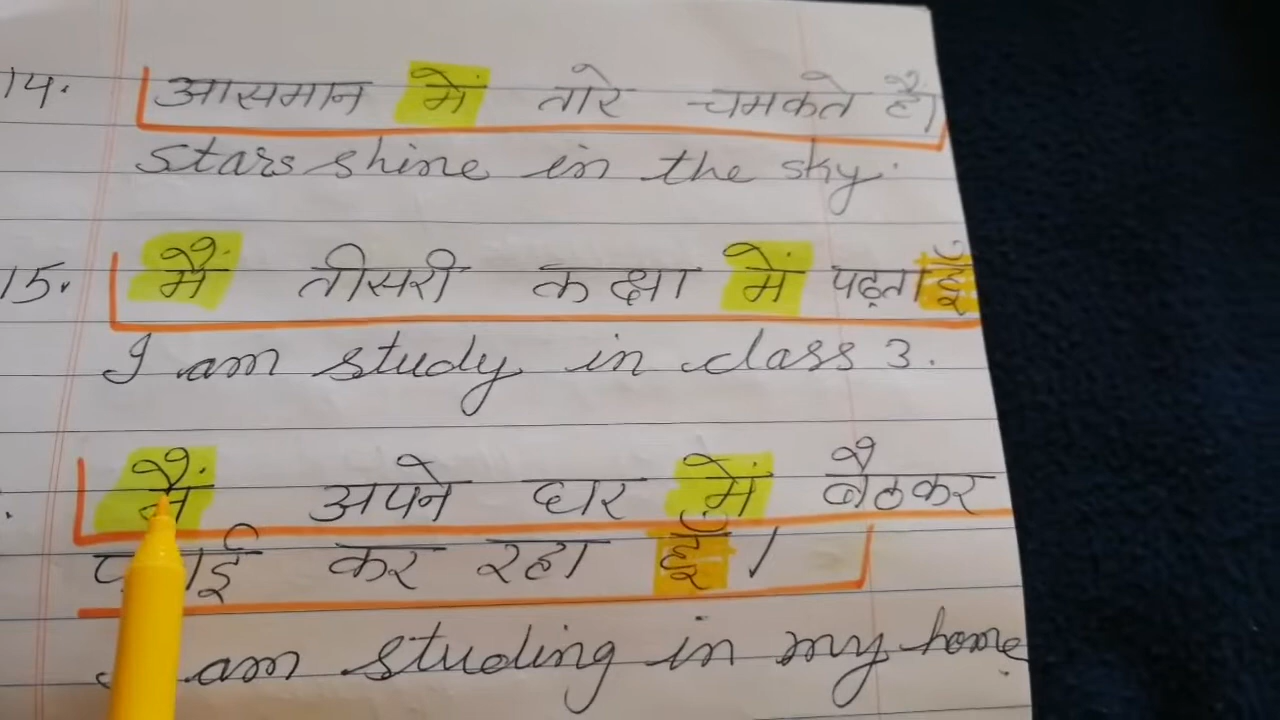 14. आसमान में तारे चमकते हैं।
stars shine in the sky.
15. मैं तीसरी कक्षा में पढ़ता हूँ
I am study in class 3.
मैं अपने घर में बैठकर
कर रहा हूँ ।
am studing in my home